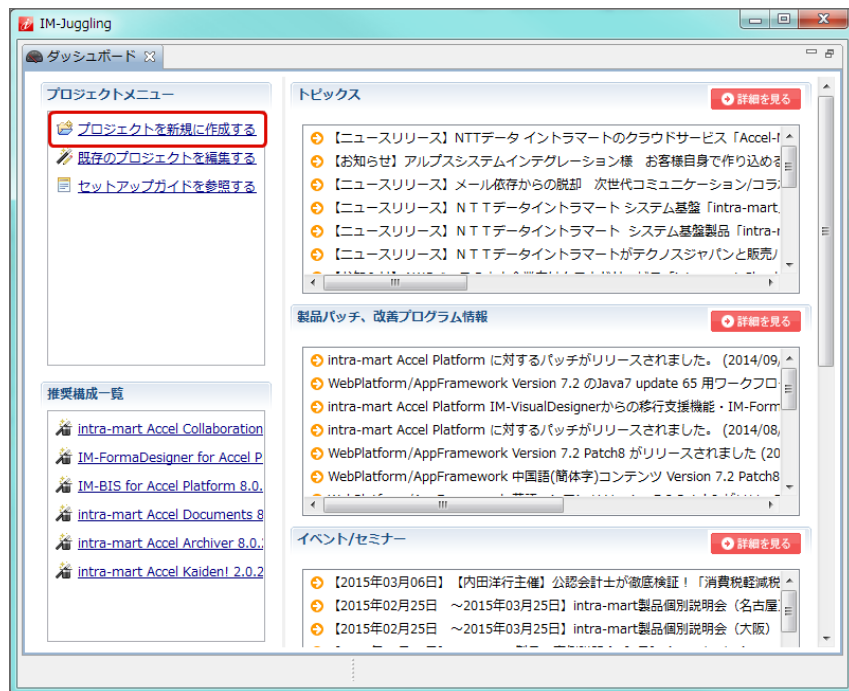 IM-Juggling
ダッシュボード
プロジェクトメニュー
プロジェクトを新規に作成する
既存のプロジェクトを編集する
セットアップガイドを参照する
推奨構成一覧
intra-mart Accel Collaboration
IM-FormaDesigner for Accel P
IM-BIS for Accel Platform 8.0.
intra-mart Accel Documents 8
intra-mart Accel Archiver 8.0.
intra-mart Accel Kaiden! 2.0.2
トピックス
詳細を見る
【ニュースリリース】NTTデータ イントラマートのクラウドサービス「Accel-
【お知らせ】アルプスシステムインテグレーション様 お客様自身で作り込める
【ニュースリリース】メール依存からの脱却 次世代コミュニケーション/コラ
【ニュースリリース】ＮＴＴデータイントラマート システム基盤「intra-mart
【ニュースリリース】ＮＴＴデータイントラマート システム基盤製品「intra-
【ニュースリリース】ＮＴＴデータイントラマートがテクノスジャパンと販売
製品パッチ、改善プログラム情報
詳細を見る
intra-mart Accel Platform に対するパッチがリリースされました。 (2014/09/
WebPlatform/AppFramework Version 7.2 のJava7 update 65 用ワークフロ
intra-mart Accel Platform IM-VisualDesignerからの移行支援機能・IM-Form
intra-mart Accel Platform に対するパッチがリリースされました。 (2014/08/
WebPlatform/AppFramework Version 7.2 Patch8 がリリースされました (20
WebPlatform/AppFramework 中国語(簡体字)コンテンツ Version 7.2 Patch8
イベント/セミナー
詳細を見る
【2015年03月06日】【内田洋行主催】公認会計士が徹底検証！「消費税軽減税
【2015年02月25日 ～2015年03月25日】intra-mart製品個別説明会（名古屋
【2015年02月25日 ～2015年03月25日】intra-mart製品個別説明会（大阪）